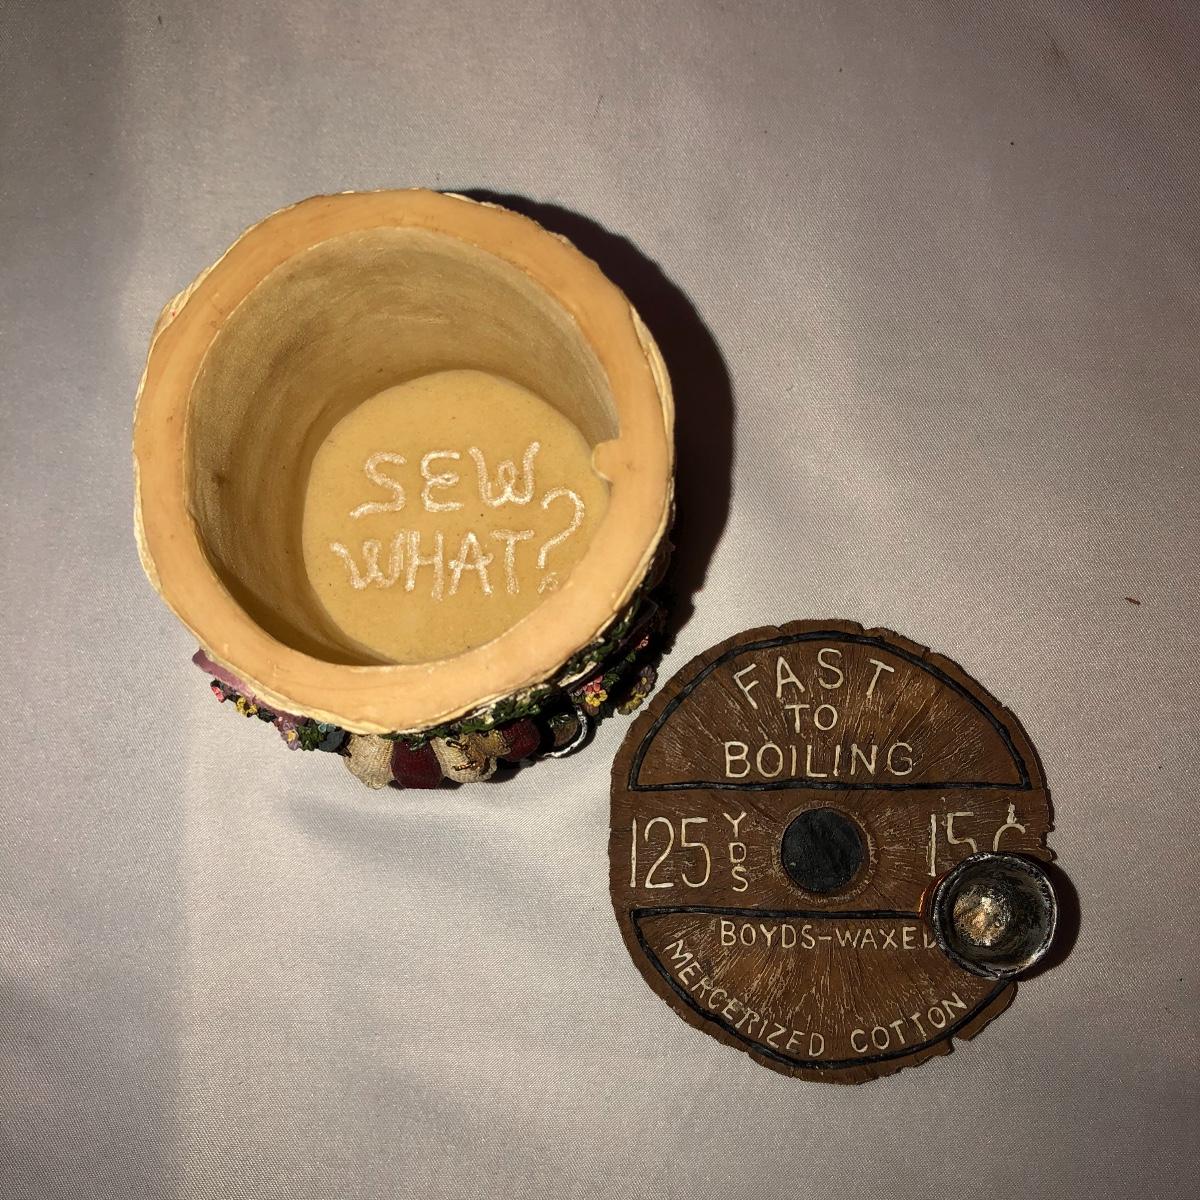 SEW
WHAT?
FAST
TO
BOILING
125 YDS 15¢
BOYDS-WAXED
MERCERIZED COTTON